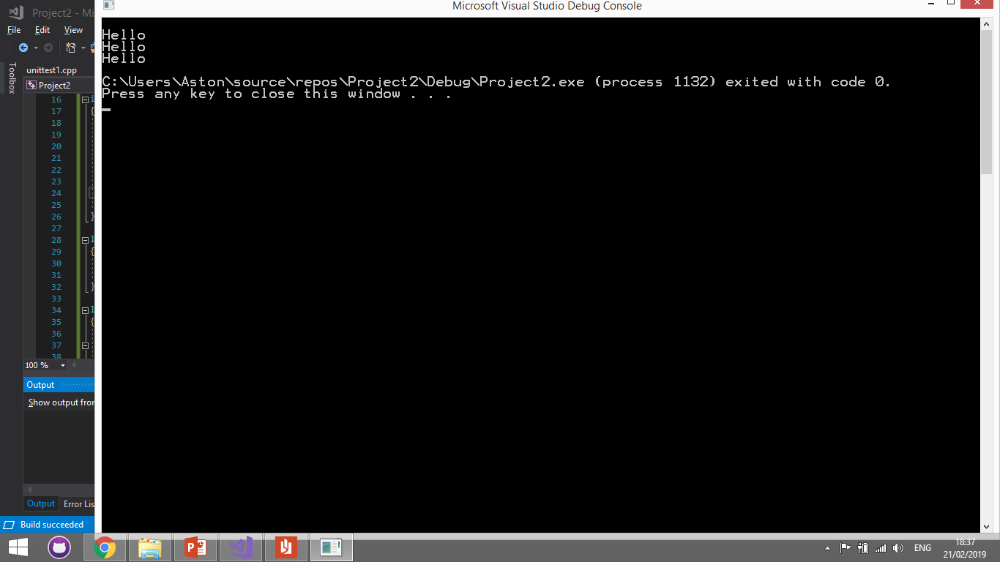 Project2 - Mi
Microsoft Visual Studio Debug Console
File Edit View
Toolbox
unittest1.cpp
Project2
Hello
Hello
Hello
C:\Users\Aston\source\repos\Project2\Debug\Project2.exe (process 1132) exited with code 0.
Press any key to close this window . . .
16
17
{
18
19
20
21
22
23
24
25
26 }
27
28
29 {
30
31
32 }
33
34
35 {
36
37
38
100 %
Output
Show output from
Output Error Lis
Build succeeded
ENG
18:37
21/02/2019